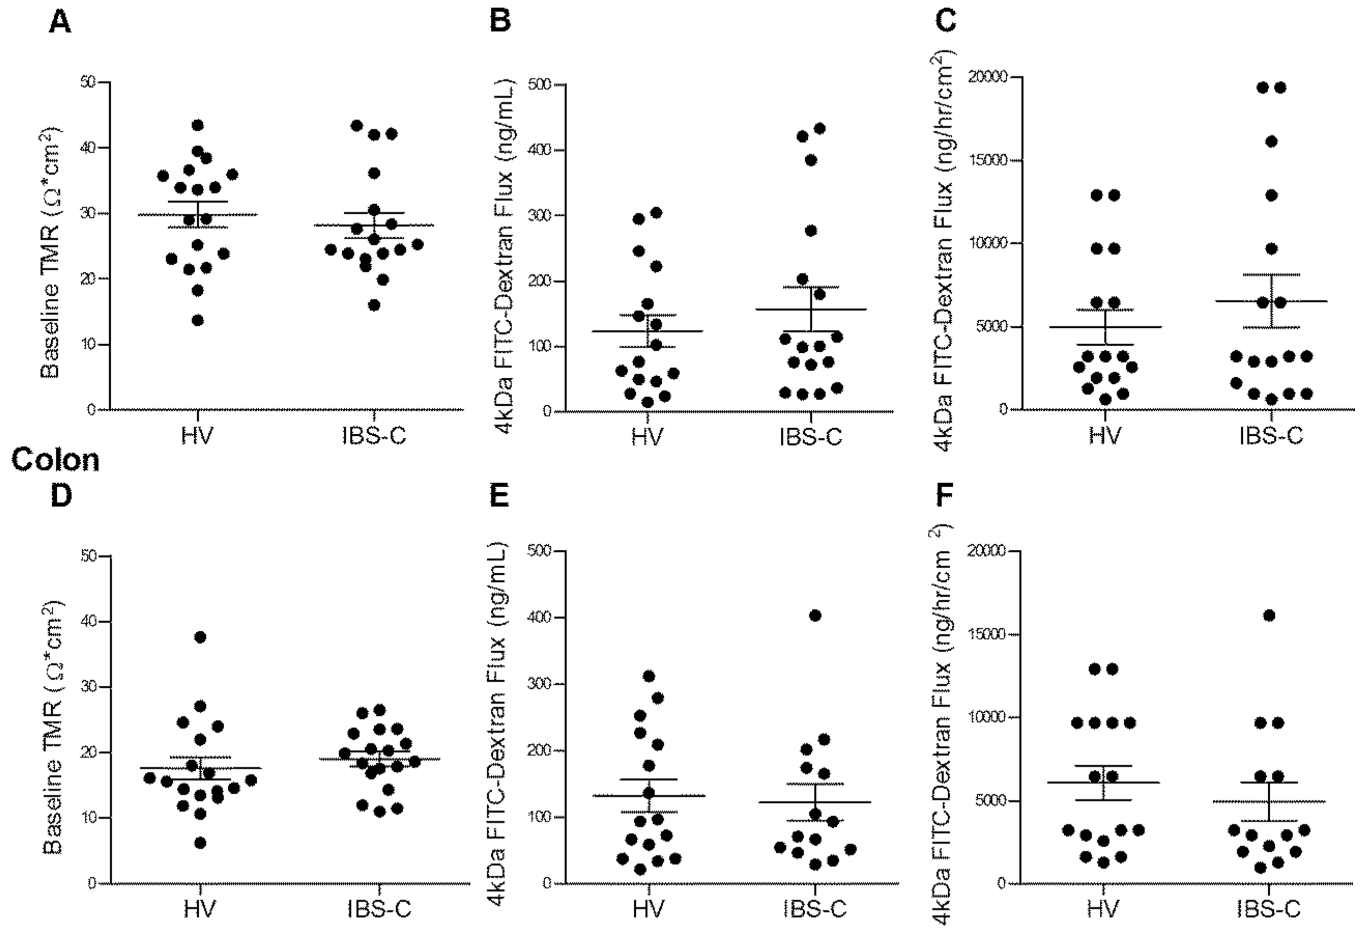 A
B
C
Baseline TMR (Ω*cm2)
50
40
30
20
10
0
HV
IBS-C
4kDa FITC-Dextran Flux (ng/mL)
500
400
300
200
100
0
HV
IBS-C
4kDa FITC-Dextran Flux (ng/hr/cm2)
20000
15000
10000
5000
0
HV
IBS-C
Colon
D
E
F
Baseline TMR (Ω*cm2)
50
40
30
20
10
0
HV
IBS-C
4kDa FITC-Dextran Flux (ng/mL)
500
400
300
200
100
0
HV
IBS-C
4kDa FITC-Dextran Flux (ng/hr/cm 2)
20000
15000
10000
5000
0
HV
IBS-C